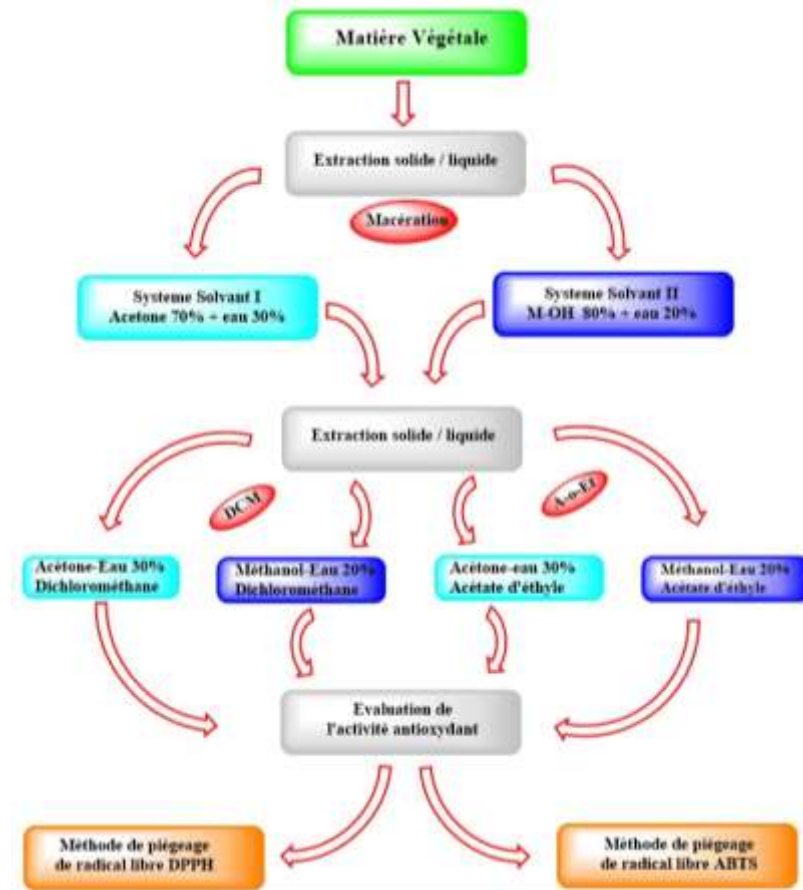 Matière Végétale
Extraction solide / liquide
Macération
Systeme Solvant I
Acetone 70% + eau 30%
Systeme Solvant II
M-OH 80% + eau 20%
Extraction solide / liquide
DCM
A-o-Et
Acétone-Eau 30%
Dichlorométhane
Méthanol-Eau 20%
Dichlorométhane
Acétone-eau 30%
Acétate d'éthyle
Méthanol-Eau 20%
Acétate d'éthyle
Evaluation de
l'activité antioxydant
Méthode de piégeage
de radical libre DPPH
Méthode de piégeage
de radical libre ABTS